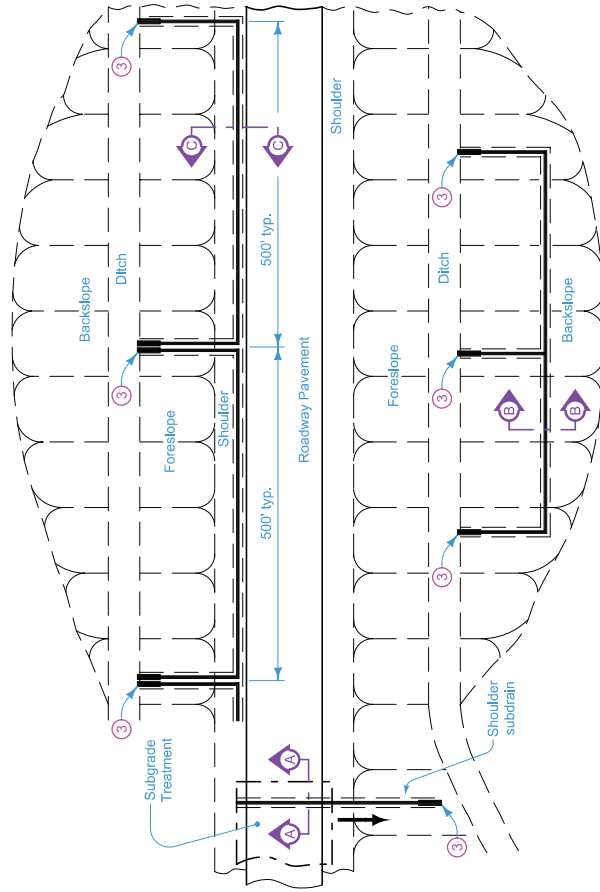 3
3
3
Backslope
Ditch
Foreslope
Shoulder
C
C
500' typ.
500' typ.
Roadway Pavement
Shoulder
Subgrade
Treatment
A
A
Foreslope
Ditch
Backslope
3
3
3
B
B
Shoulder
subdrain
3